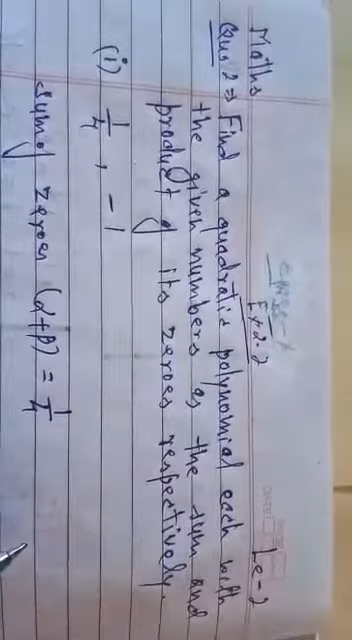 Maths
Le-2
Ex 2.2
Ques 2 ⇒ Find a quadratic polynomial each with
the given numbers as the sum and
product of its zeroes respectively.
(i) 1/4, -1
sum of zeroes (α+β) = 1/4
DATE